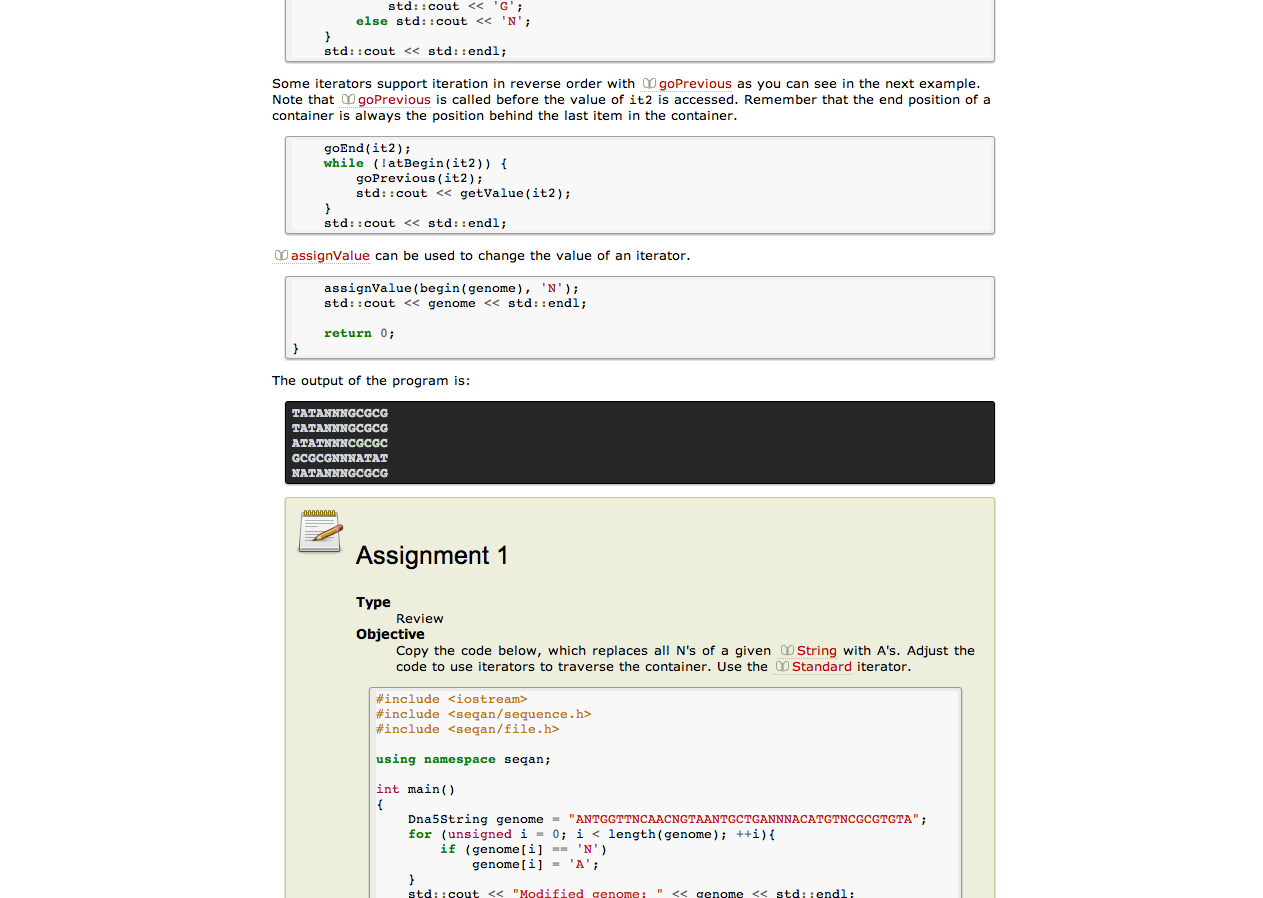 std::cout << 'G';
else std::cout << 'N';
}
std::cout << std::endl;
Some iterators support iteration in reverse order with goPrevious as you can see in the next example.
Note that goPrevious is called before the value of it2 is accessed. Remember that the end position of a
container is always the position behind the last item in the container.
goEnd(it2);
while (!atBegin(it2)) {
goPrevious(it2);
std::cout << getValue(it2);
}
std::cout << std::endl;
assignValue can be used to change the value of an iterator.
assignValue(begin(genome), 'N');
std::cout << genome << std::endl;
return 0;
}
The output of the program is:
TATANNNGCGCG
TATANNNGCGCG
ATATNNNCGCGC
GCGCGNNNATAT
NATANNNGCGCG
Assignment 1
Type
Review
Objective
Copy the code below, which replaces all N's of a given String with A's. Adjust the
code to use iterators to traverse the container. Use the Standard iterator.
#include <iostream>
#include <seqan/sequence.h>
#include <seqan/file.h>
using namespace seqan;
int main()
{
Dna5String genome = "ANTGGTTNCAACNGTAANTGCTGANNNACATGTNCGCGTGTA";
for (unsigned i = 0; i < length(genome); ++i){
if (genome[i] == 'N')
genome[i] = 'A';
}
std::cout << "Modified genome: " << genome << std::endl;